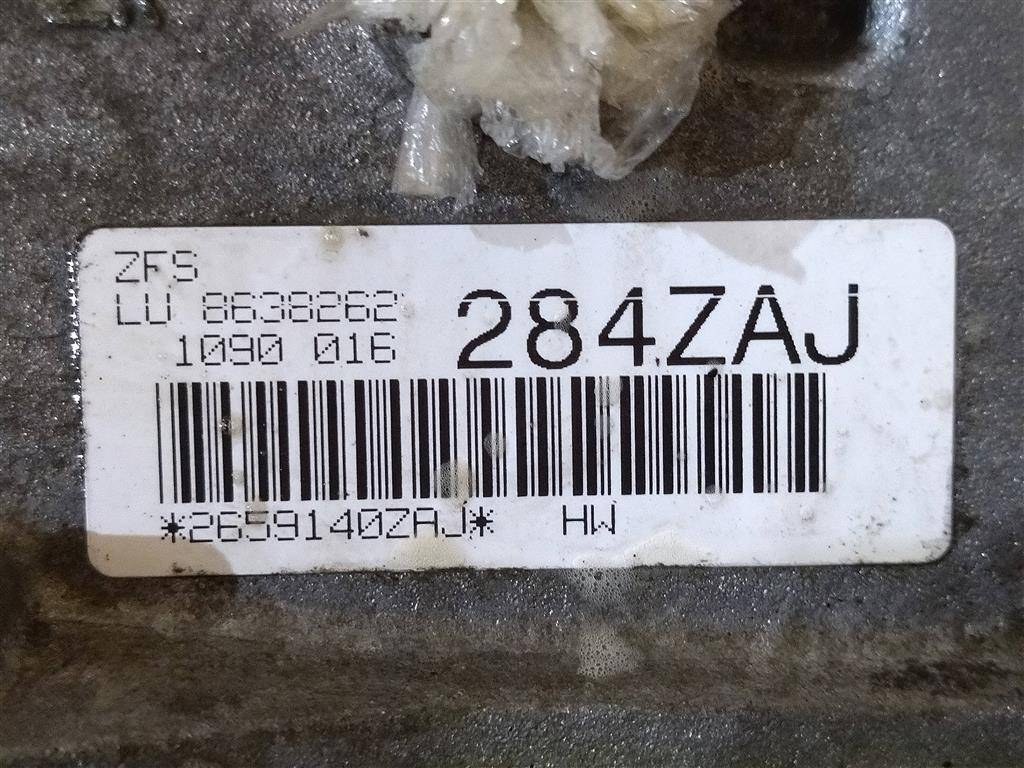 ZFS
LU 8638262
1090 016
284ZAJ
*2659140ZAJ* HW